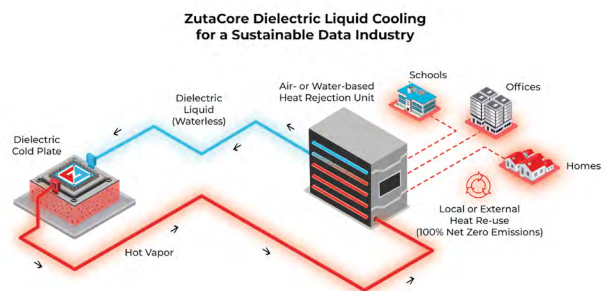 ZutaCore Dielectric Liquid Cooling
for a Sustainable Data Industry
Schools
Air- or Water-based
Heat Rejection Unit
Offices
Dielectric
Liquid
(Waterless)
Dielectric
Cold Plate
Homes
Local or External
Heat Re-use
(100% Net Zero Emissions)
Hot Vapor